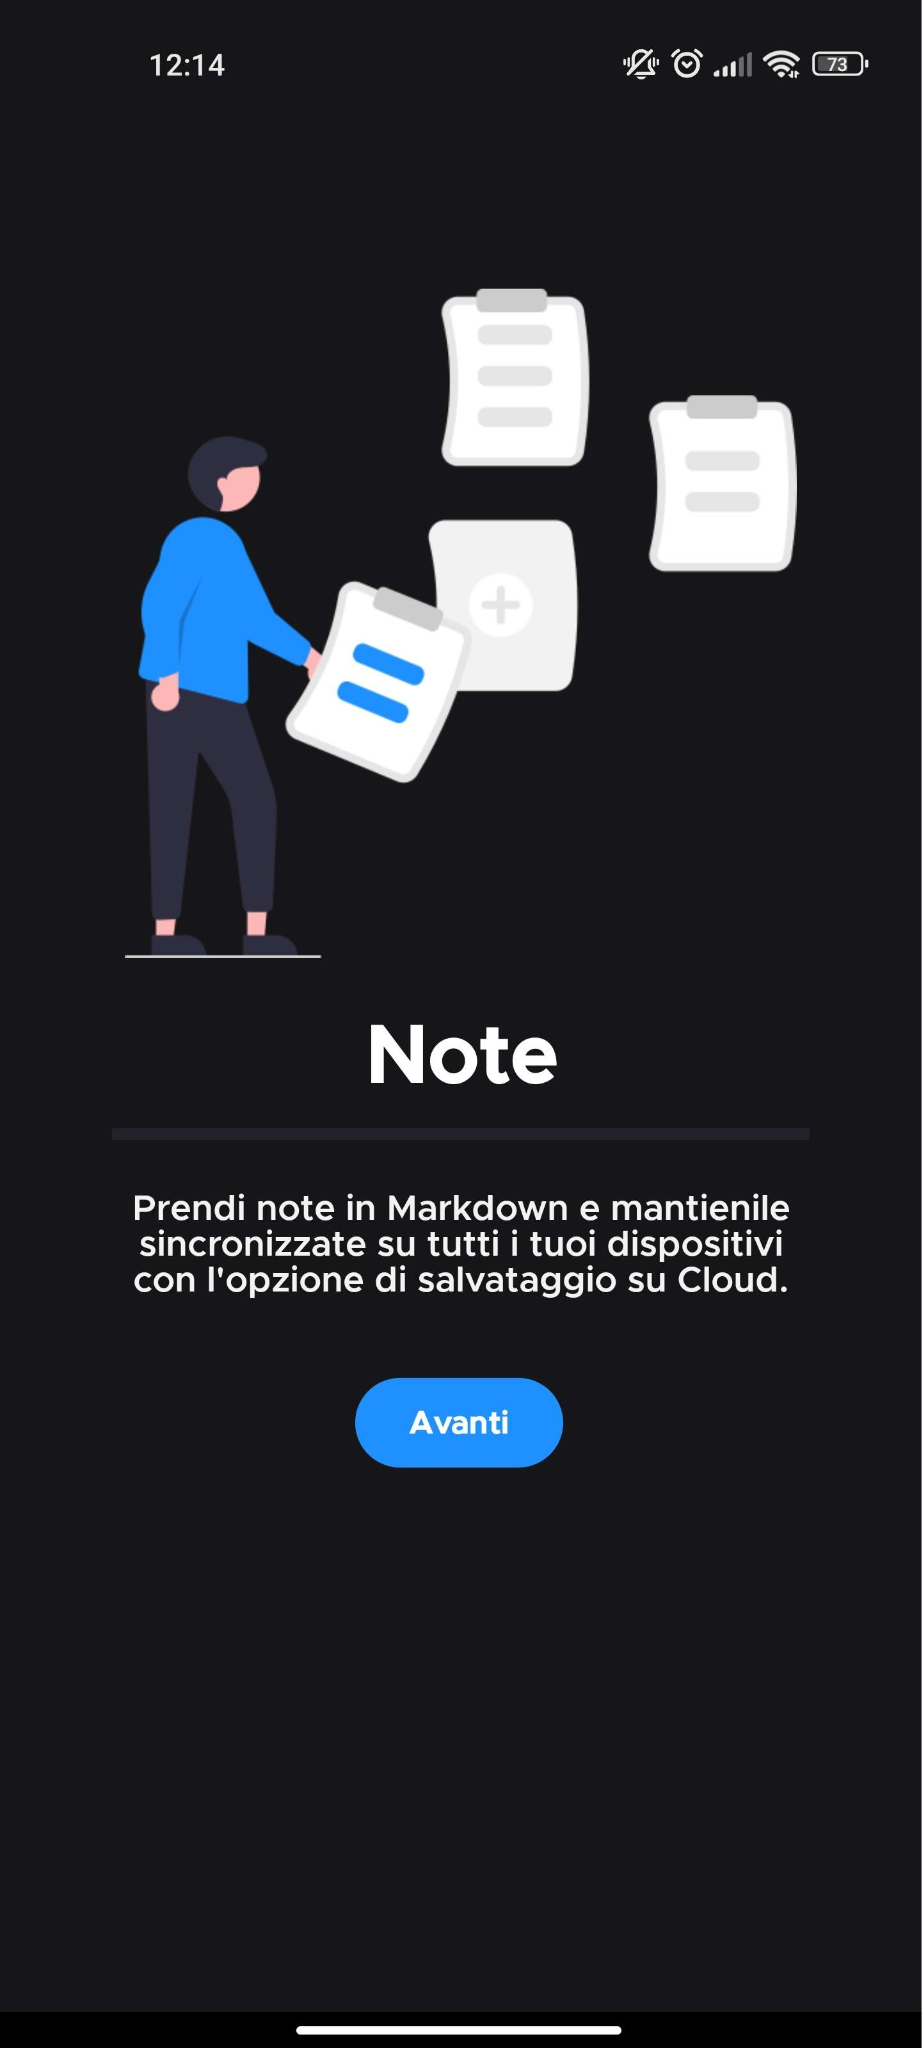 12:14
73
Note
Prendi note in Markdown e mantienile
sincronizzate su tutti i tuoi dispositivi
con l'opzione di salvataggio su Cloud.
Avanti